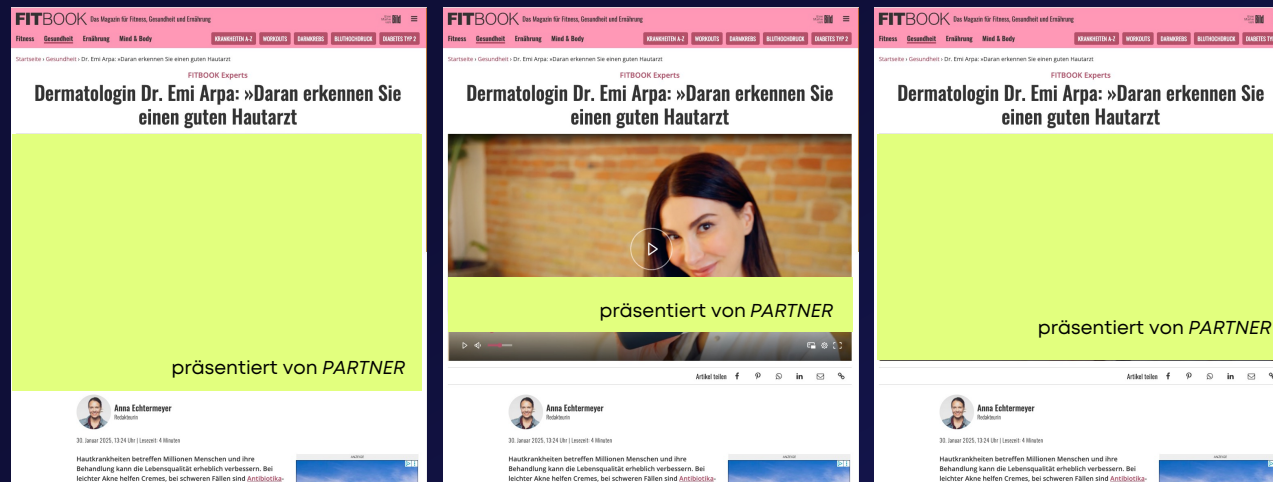 FITBOOK Das Magazin für Fitness, Gesundheit und Ernährung
Fitness Gesundheit Ernährung Mind & Body KRANKHEITEN A-Z WORKOUTS DARMKREBS BLUTHOCHDRUCK DIABETES TYP 2
Startseite › Gesundheit › Dr. Emi Arpa: »Daran erkennen Sie einen guten Hautarzt
FITBOOK Experts
Dermatologin Dr. Emi Arpa: »Daran erkennen Sie
einen guten Hautarzt
präsentiert von PARTNER
Anna Echtermeyer
Redakteurin
30. Januar 2025, 13:24 Uhr | Lesezeit: 4 Minuten
Hautkrankheiten betreffen Millionen Menschen und ihre
Behandlung kann die Lebensqualität erheblich verbessern. Bei
leichter Akne helfen Cremes, bei schweren Fällen sind Antibiotika-
ANZEIGE
FITBOOK Das Magazin für Fitness, Gesundheit und Ernährung
Fitness Gesundheit Ernährung Mind & Body KRANKHEITEN A-Z WORKOUTS DARMKREBS BLUTHOCHDRUCK DIABETES TYP 2
Startseite › Gesundheit › Dr. Emi Arpa: »Daran erkennen Sie einen guten Hautarzt
FITBOOK Experts
Dermatologin Dr. Emi Arpa: »Daran erkennen Sie
einen guten Hautarzt
präsentiert von PARTNER
Artikel teilen
Anna Echtermeyer
Redakteurin
30. Januar 2025, 13:24 Uhr | Lesezeit: 4 Minuten
Hautkrankheiten betreffen Millionen Menschen und ihre
Behandlung kann die Lebensqualität erheblich verbessern. Bei
leichter Akne helfen Cremes, bei schweren Fällen sind Antibiotika-
ANZEIGE
FITBOOK Das Magazin für Fitness, Gesundheit und Ernährung
Fitness Gesundheit Ernährung Mind & Body KRANKHEITEN A-Z WORKOUTS DARMKREBS BLUTHOCHDRUCK DIABETES TY
Startseite › Gesundheit › Dr. Emi Arpa: »Daran erkennen Sie einen guten Hautarzt
FITBOOK Experts
Dermatologin Dr. Emi Arpa: »Daran erkennen Sie
einen guten Hautarzt
präsentiert von PARTNER
Artikel teilen
Anna Echtermeyer
Redakteurin
30. Januar 2025, 13:24 Uhr | Lesezeit: 4 Minuten
Hautkrankheiten betreffen Millionen Menschen und ihre
Behandlung kann die Lebensqualität erheblich verbessern. Bei
leichter Akne helfen Cremes, bei schweren Fällen sind Antibiotika-
ANZEIGE